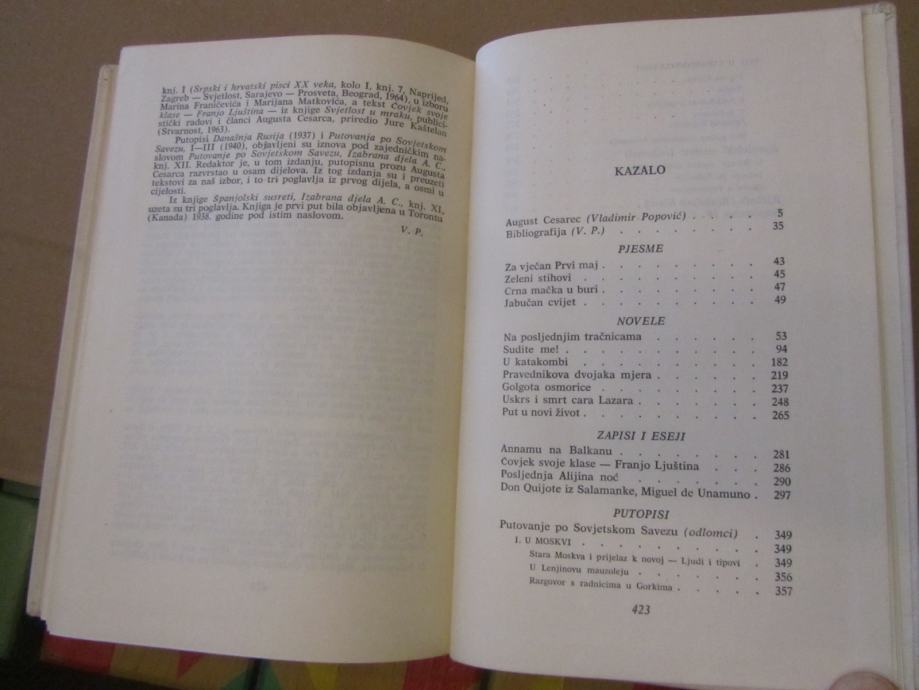 knj. I (Srpski i hrvatski pisci XX veka, kolo I, knj. 7, Naprijed,
Zagreb — Svjetlost, Sarajevo — Prosveta, Beograd, 1964), u izboru
Marina Franičevića i Marijana Matkovića, a tekst Čovjek svoje
klase — Franjo Ljuština — iz knjige Svjetlost u mraku, publici-
stički radovi i članci Augusta Cesarca, priredio Jure Kaštelan
(Stvarnost, 1963).
Putopisi Današnja Rusija (1937) i Putovanja po Sovjetskom
Savezu, I—III (1940), objavljeni su iznova pod zajedničkim na-
slovom Putovanje po Sovjetskom Savezu, Izabrana djela A. C.,
knj. XII. Redaktor je, u tom izdanju, putopisnu prozu Augusta
Cesarca razvrstao u osam dijelova. Iz tog izdanja su i preuzeti
tekstovi za naš izbor, i to tri poglavlja iz prvog dijela, a osmi u
cijelosti.
Iz knjige Španjolski susreti, Izabrana djela A. C., knj. XI,
uzeta su tri poglavlja. Knjiga je prvi put bila objavljena u Torontu
(Kanada) 1938. godine pod istim naslovom.
V. P.
KAZALO
August Cesarec (Vladimir Popović) . . . . . 5
Bibliografija (V. P.) . . . . . . . . 35
PJESME
Za vječan Prvi maj . . . . . . . . 43
Zeleni stihovi . . . . . . . . . 45
Crna mačka u buri . . . . . . . . 47
Jabučan cvijet . . . . . . . . . 49
NOVELE
Na posljednjim tračnicama . . . . . . 53
Sudite me! . . . . . . . . . . 94
U katakombi . . . . . . . . . 182
Pravednikova dvojaka mjera . . . . . . 219
Golgota osmorice . . . . . . . . 237
Uskrs i smrt cara Lazara . . . . . . . 248
Put u novi život . . . . . . . . . 265
ZAPISI I ESEJI
Annamu na Balkanu . . . . . . . 281
Čovjek svoje klase — Franjo Ljuština . . . . 286
Posljednja Alijina noć . . . . . . . 290
Don Quijote iz Salamanke, Miguel de Unamuno . 297
PUTOPISI
Putovanje po Sovjetskom Savezu (odlomci) . 349
I. U MOSKVI . . . . . . . . . 349
Stara Moskva i prijelaz k novoj — Ljudi i tipovi . 349
U Lenjinovu mauzoleju . . . . . . 356
Razgovor s radnicima u Gorkima . . . . . 357
423